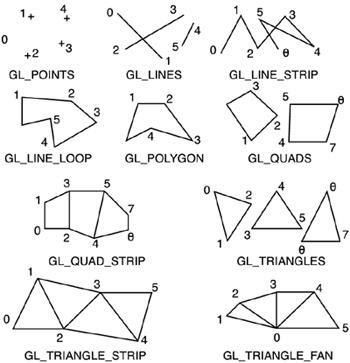 1 4
0
3
2
GL_POINTS
0 3
4
2 5
1
GL_LINES
0 5 3
1 2 4
θ
GL_LINE_STRIP
1 2
3
5
4
GL_LINE_LOOP
1 2
4 3
GL_POLYGON
3 5 θ
2
1 4 7
GL_QUADS
3 5
1 7
0 2 4 θ
GL_QUAD_STRIP
0 4 θ
2
5
1 3 θ 7
GL_TRIANGLES
1 3 5
0 2 4
GL_TRIANGLE_STRIP
3 4
2
1 5
0
GL_TRIANGLE_FAN